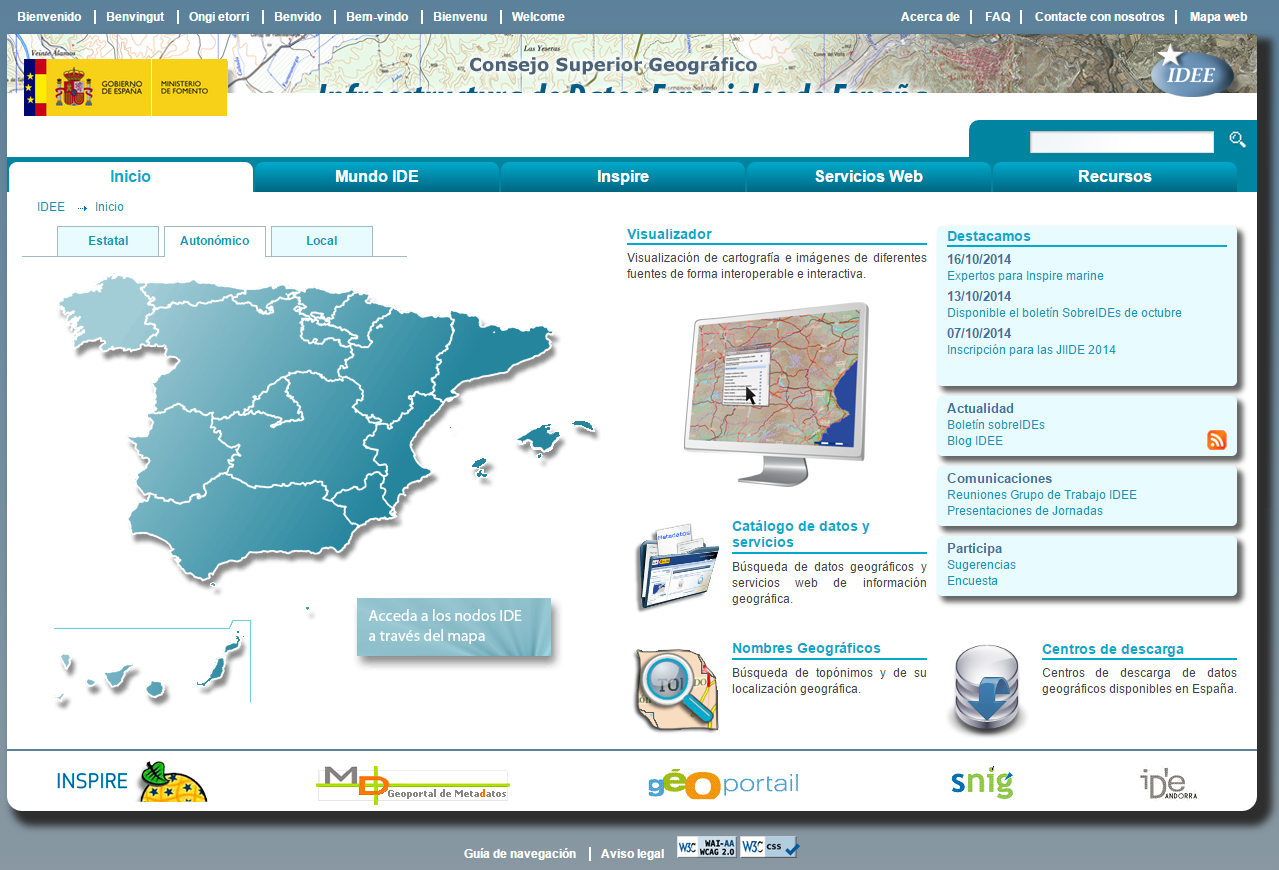 Bienvenido
Benvingut
Ongi etorri
Benvido
Bem-vindo
Bienvenu
Welcome
Acerca de
FAQ
Contacte con nosotros
Mapa web
Las Yeseras
Consejo Superior Geográfico
Infraestructura de Datos Espaciales de España
GOBIERNO
DE ESPAÑA
MINISTERIO
DE FOMENTO
IDEE
Inicio
Mundo IDE
Inspire
Servicios Web
Recursos
IDEE
Inicio
Estatal
Autonómico
Local
Acceda a los nodos IDE
a través del mapa
Visualizador
Visualización de cartografía e imágenes de diferentes
fuentes de forma interoperable e interactiva.
Metadatos
Catálogo de datos y
servicios
Búsqueda de datos geográficos y
servicios web de información
geográfica.
TO
Nombres Geográficos
Búsqueda de topónimos y de su
localización geográfica.
Destacamos
16/10/2014
Expertos para Inspire marine
13/10/2014
Disponible el boletín SobreIDEs de octubre
07/10/2014
Inscripción para las JIIDE 2014
Actualidad
Boletín sobreIDEs
Blog IDEE
Comunicaciones
Reuniones Grupo de Trabajo IDEE
Presentaciones de Jornadas
Participa
Sugerencias
Encuesta
Centros de descarga
Centros de descarga de datos
geográficos disponibles en España.
INSPIRE
MD
Geoportal de Metadatos
géoportail
snig
iDe
ANDORRA
Guía de navegación
Aviso legal
W3C WAI-AA
WCAG 2.0
W3C css